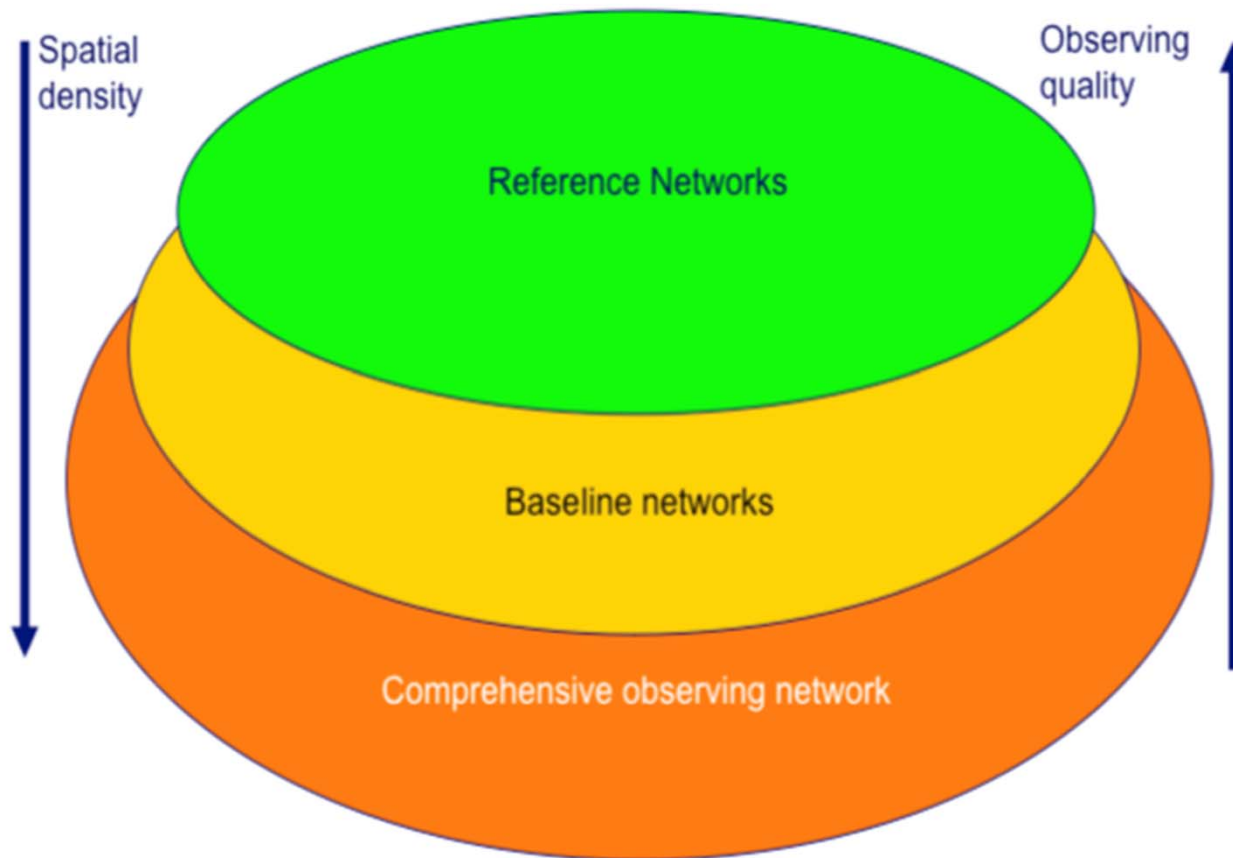 Spatial
density
Observing
quality
Reference Networks
Baseline networks
Comprehensive observing network